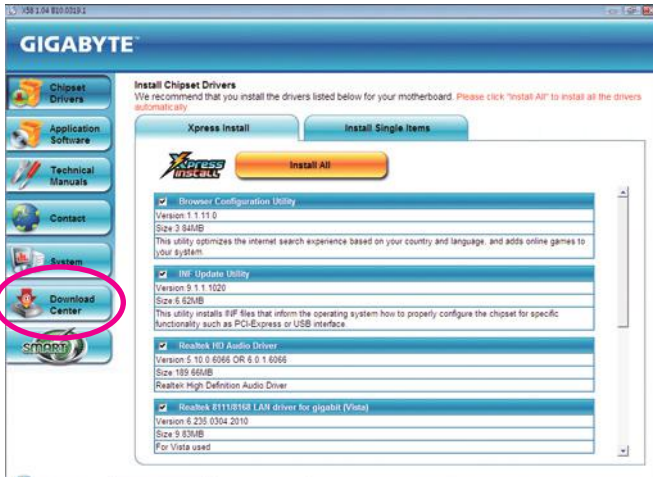 X58 1.04 B10.0319.1
GIGABYTE™
Chipset
Drivers
Application
Software
Technical
Manuals
Contact
System
Download
Center
SMART
Install Chipset Drivers
We recommend that you install the drivers listed below for your motherboard. Please click "Install All" to install all the drivers
automatically
Xpress Install
Install Single Items
Xpress
INSTALL
Install All
Browser Configuration Utility
Version:1.1.11.0
Size:3.84MB
This utility optimizes the internet search experience based on your country and language, and adds online games to
your system.
INF Update Utility
Version:9.1.1.1020
Size:6.62MB
This utility installs INF files that inform the operating system how to properly configure the chipset for specific
functionality such as PCI-Express or USB interface.
Realtek HD Audio Driver
Version:5.10.0.6066 OR 6.0.1.6066
Size:189.66MB
Realtek High Definition Audio Driver
Realtek 8111/8168 LAN driver for gigabit (Vista)
Version:6.235.0304.2010
Size:9.83MB
For Vista used